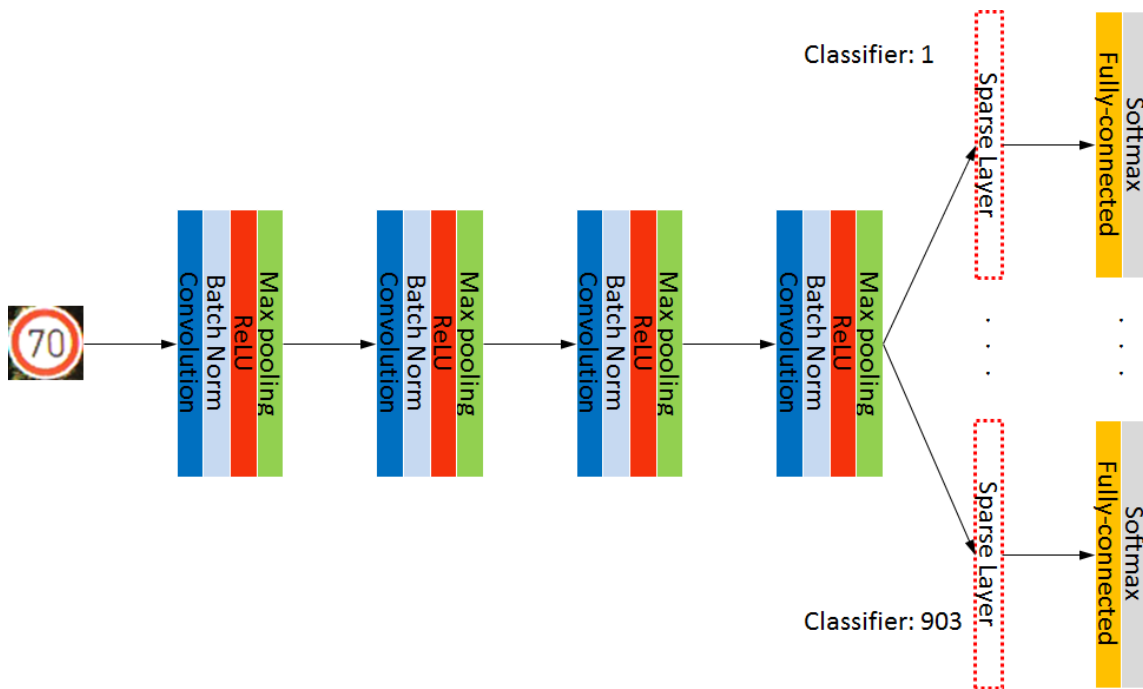 70
Convolution
Batch Norm
ReLU
Max pooling
Convolution
Batch Norm
ReLU
Max pooling
Convolution
Batch Norm
ReLU
Max pooling
Convolution
Batch Norm
ReLU
Max pooling
Classifier: 1
Sparse Layer
Fully-connected
Softmax
Classifier: 903
Sparse Layer
Fully-connected
Softmax